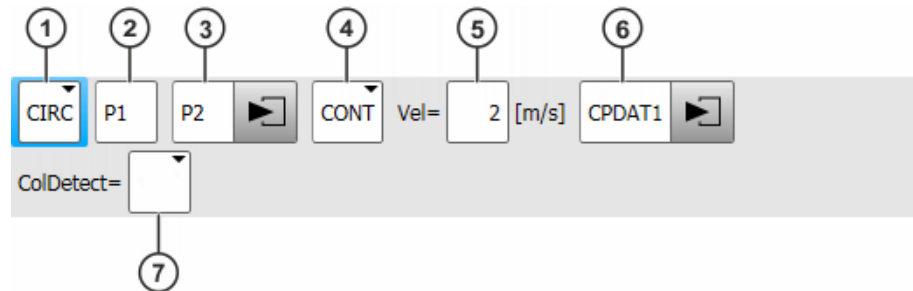 1 2 3 4 5 6
CIRC P1 P2 CONT Vel= 2 [m/s] CPDAT1
ColDetect=
7